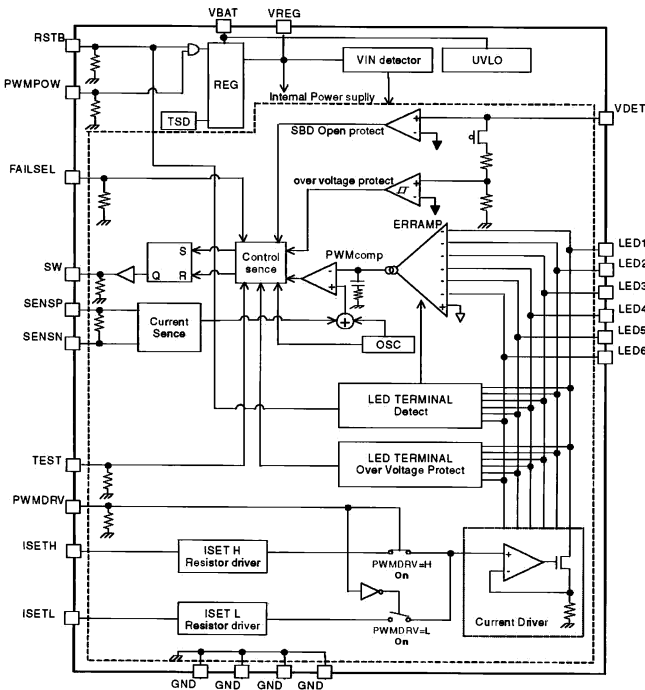 VBAT
VREG
RSTB
PWMPOW
REG
TSD
VIN detector
UVLO
Internal Power supliy
VDET
SBD Open protect
+
-
FAILSEL
over voltage protect
ERRAMP
LED1
LED2
LED3
LED4
LED5
LED6
SW
S
Q
R
Control
sence
PWMcomp
-
+
-
-
-
-
-
-
+
SENSP
SENSN
Current
Sence
+
OSC
LED TERMINAL
Detect
TEST
LED TERMINAL
Over Voltage Protect
PWMDRV
ISETH
ISET H
Resistor driver
PWMDRV=H
On
+
-
ISETL
ISET L
Resistor driver
PWMDRV=L
On
Current Driver
GND
GND
GND
GND